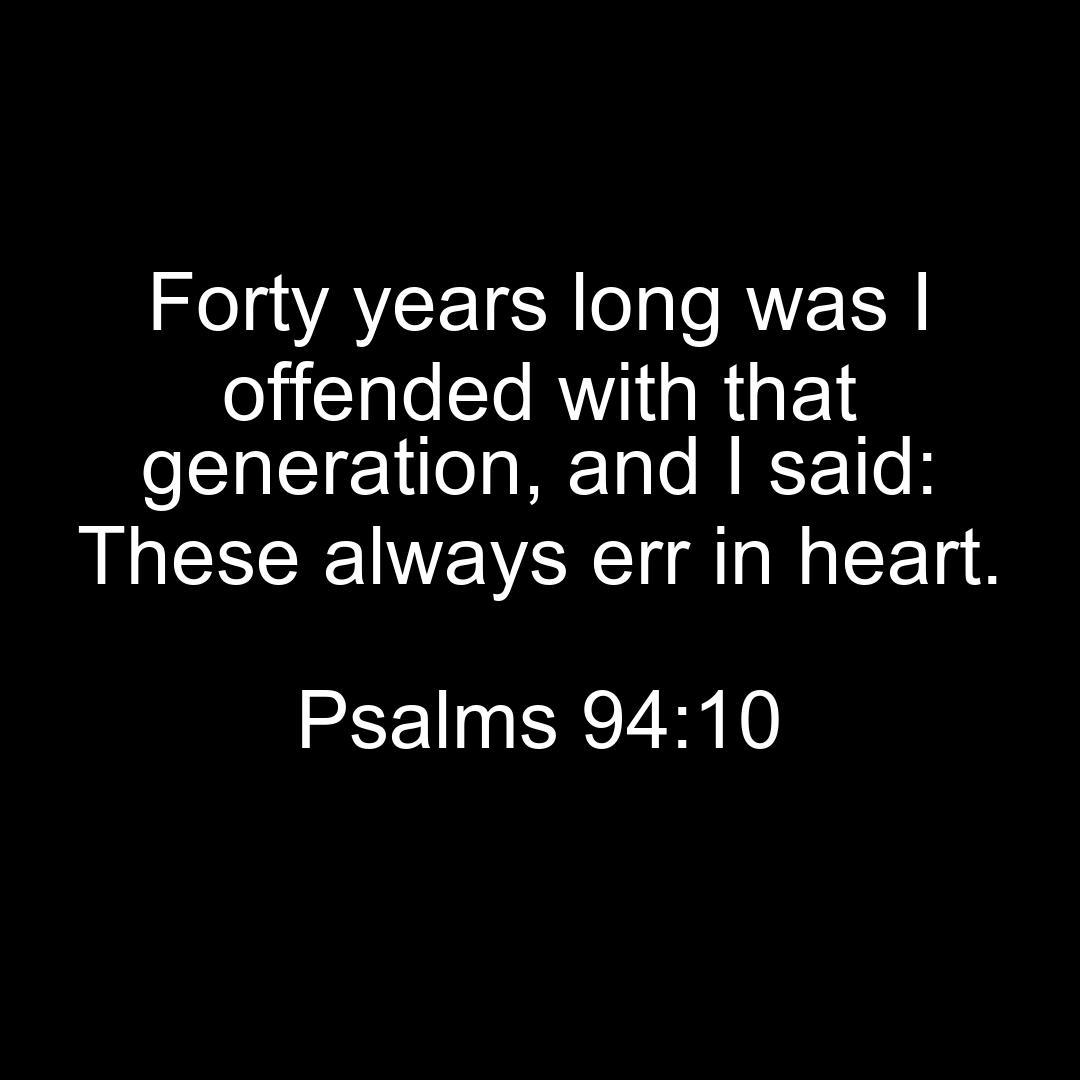 Forty years long was I
offended with that
generation, and I said:
These always err in heart.
Psalms 94:10